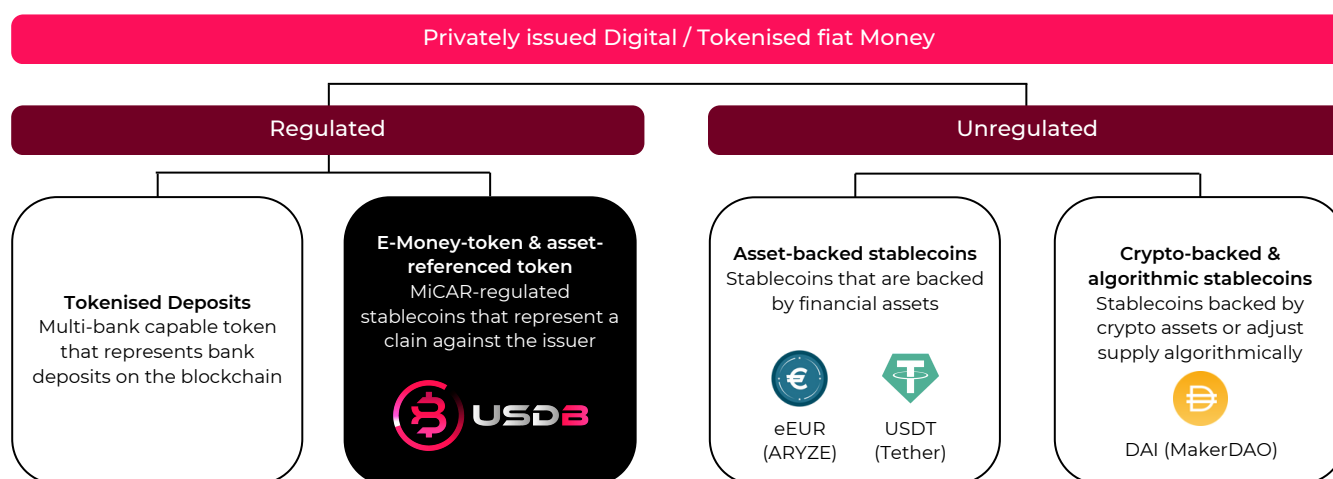 Privately issued Digital / Tokenised fiat Money
Regulated
Unregulated
Tokenised Deposits
Multi-bank capable token
that represents bank
deposits on the blockchain
E-Money-token & asset-
referenced token
MiCAR-regulated
stablecoins that represent a
clain against the issuer
USDB
Asset-backed stablecoins
Stablecoins that are backed
by financial assets
eEUR
(ARYZE)
USDT
(Tether)
Crypto-backed &
algorithmic stablecoins
Stablecoins backed by
crypto assets or adjust
supply algorithmically
DAI (MakerDAO)